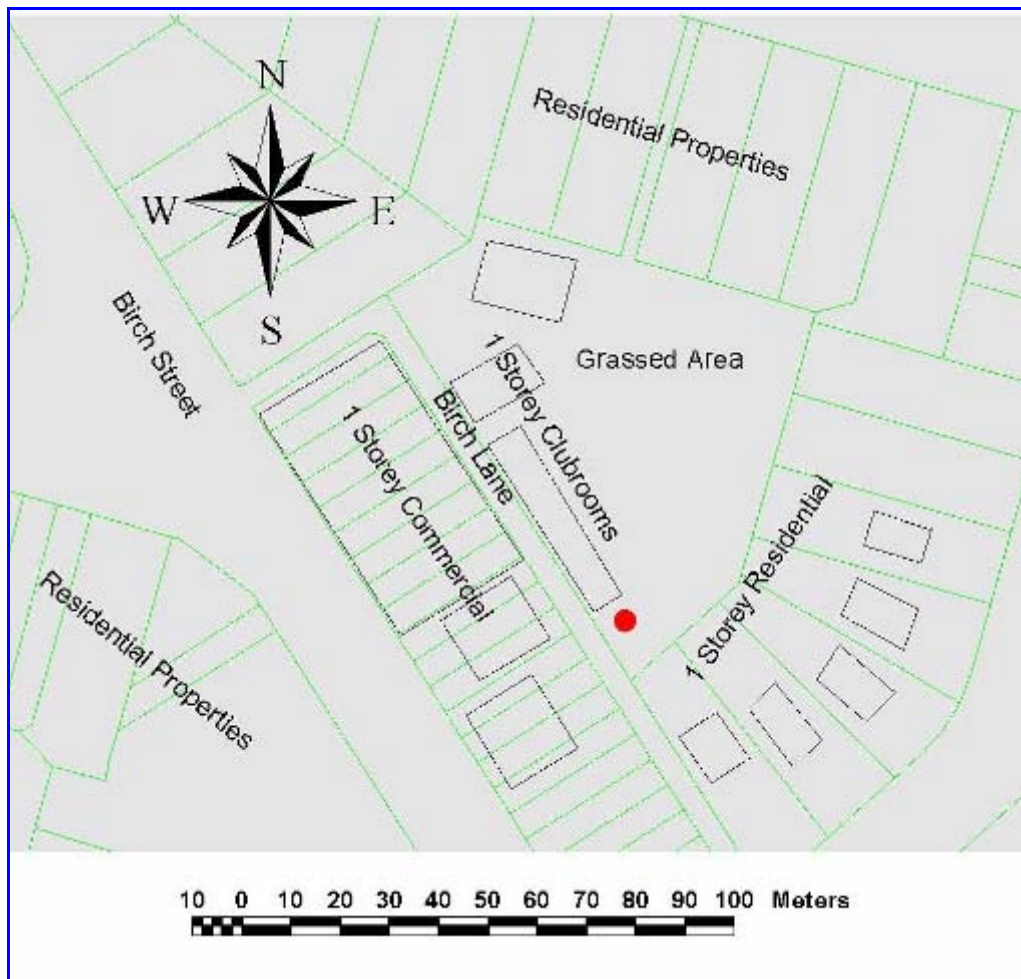 N
Residential Properties
W
E
S
Birch Street
1 Storey Clubrooms
Grassed Area
Birch Lane
1 Storey Commercial
1 Storey Residential
Residential Properties
10 0 10 20 30 40 50 60 70 80 90 100 Meters